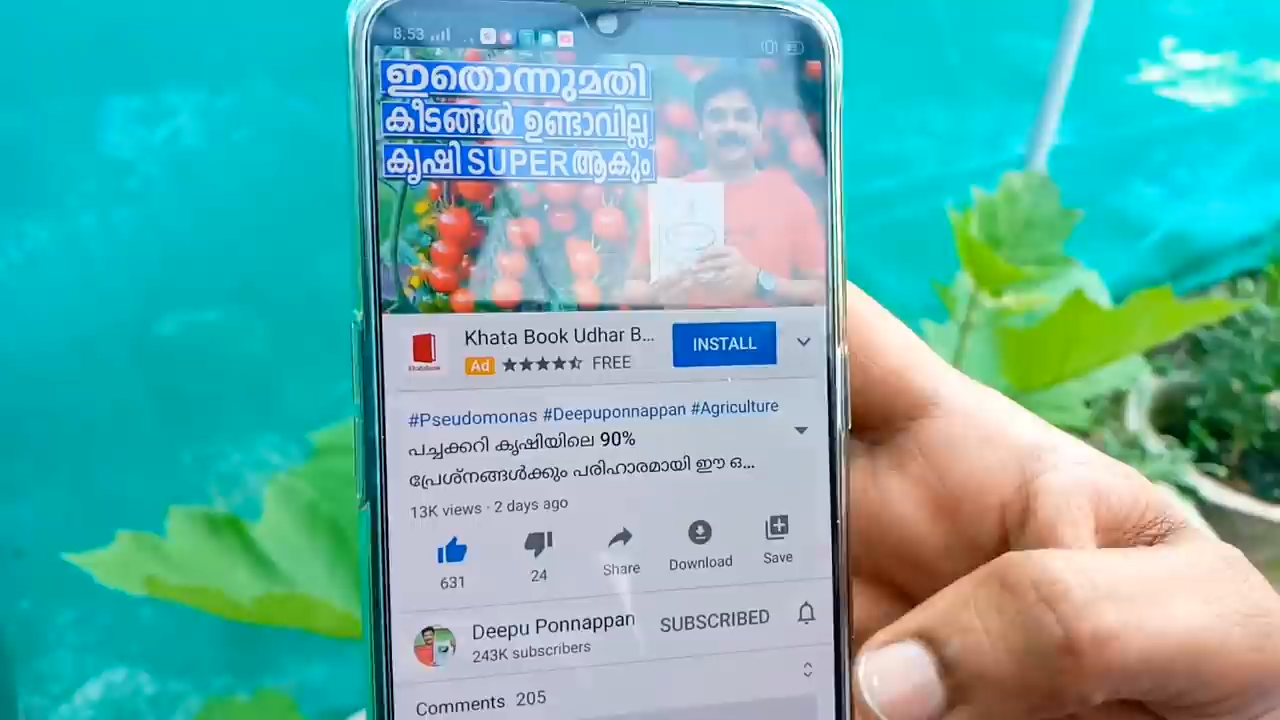 8.53
ഇതൊന്നുമതി
കീടങ്ങൾ ഉണ്ടാവില്ല
കൃഷി SUPER ആകും
Khata Book Udhar B...
Ad FREE
INSTALL
#Pseudomonas #Deepuponnappan #Agriculture
പച്ചക്കറി കൃഷിയിലെ 90%
പ്രേശ്നങ്ങൾക്കും പരിഹാരമായി ഈ ഒ...
13K views · 2 days ago
631
24
Share
Download
Save
Deepu Ponnappan
243K subscribers
SUBSCRIBED
Comments 205